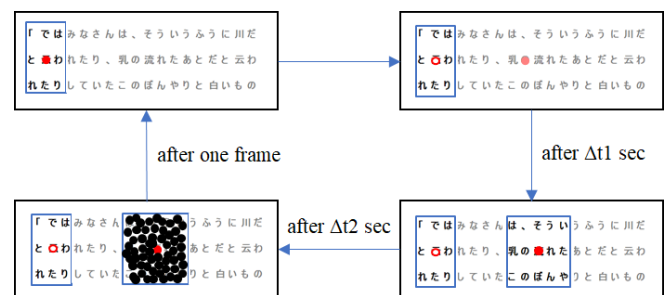 「ではみなさんは、そういうふうに川だ
と われたり、乳の流れたあとだと云わ
れたりしていたこのぼんやりと白いもの
「ではみなさんは、そういうふうに川だ
と われたり、乳 流れたあとだと云わ
れたりしていたこのぼんやりと白いもの
after one frame
after Δt1 sec
「ではみなさん うふうに川だ
と われたり、 あとだと云わ
れたりしていた りと白いもの
after Δt2 sec
「ではみなさんは、そういうふうに川だ
と われたり、乳の れたあとだと云わ
れたりしていたこのぼんやりと白いもの